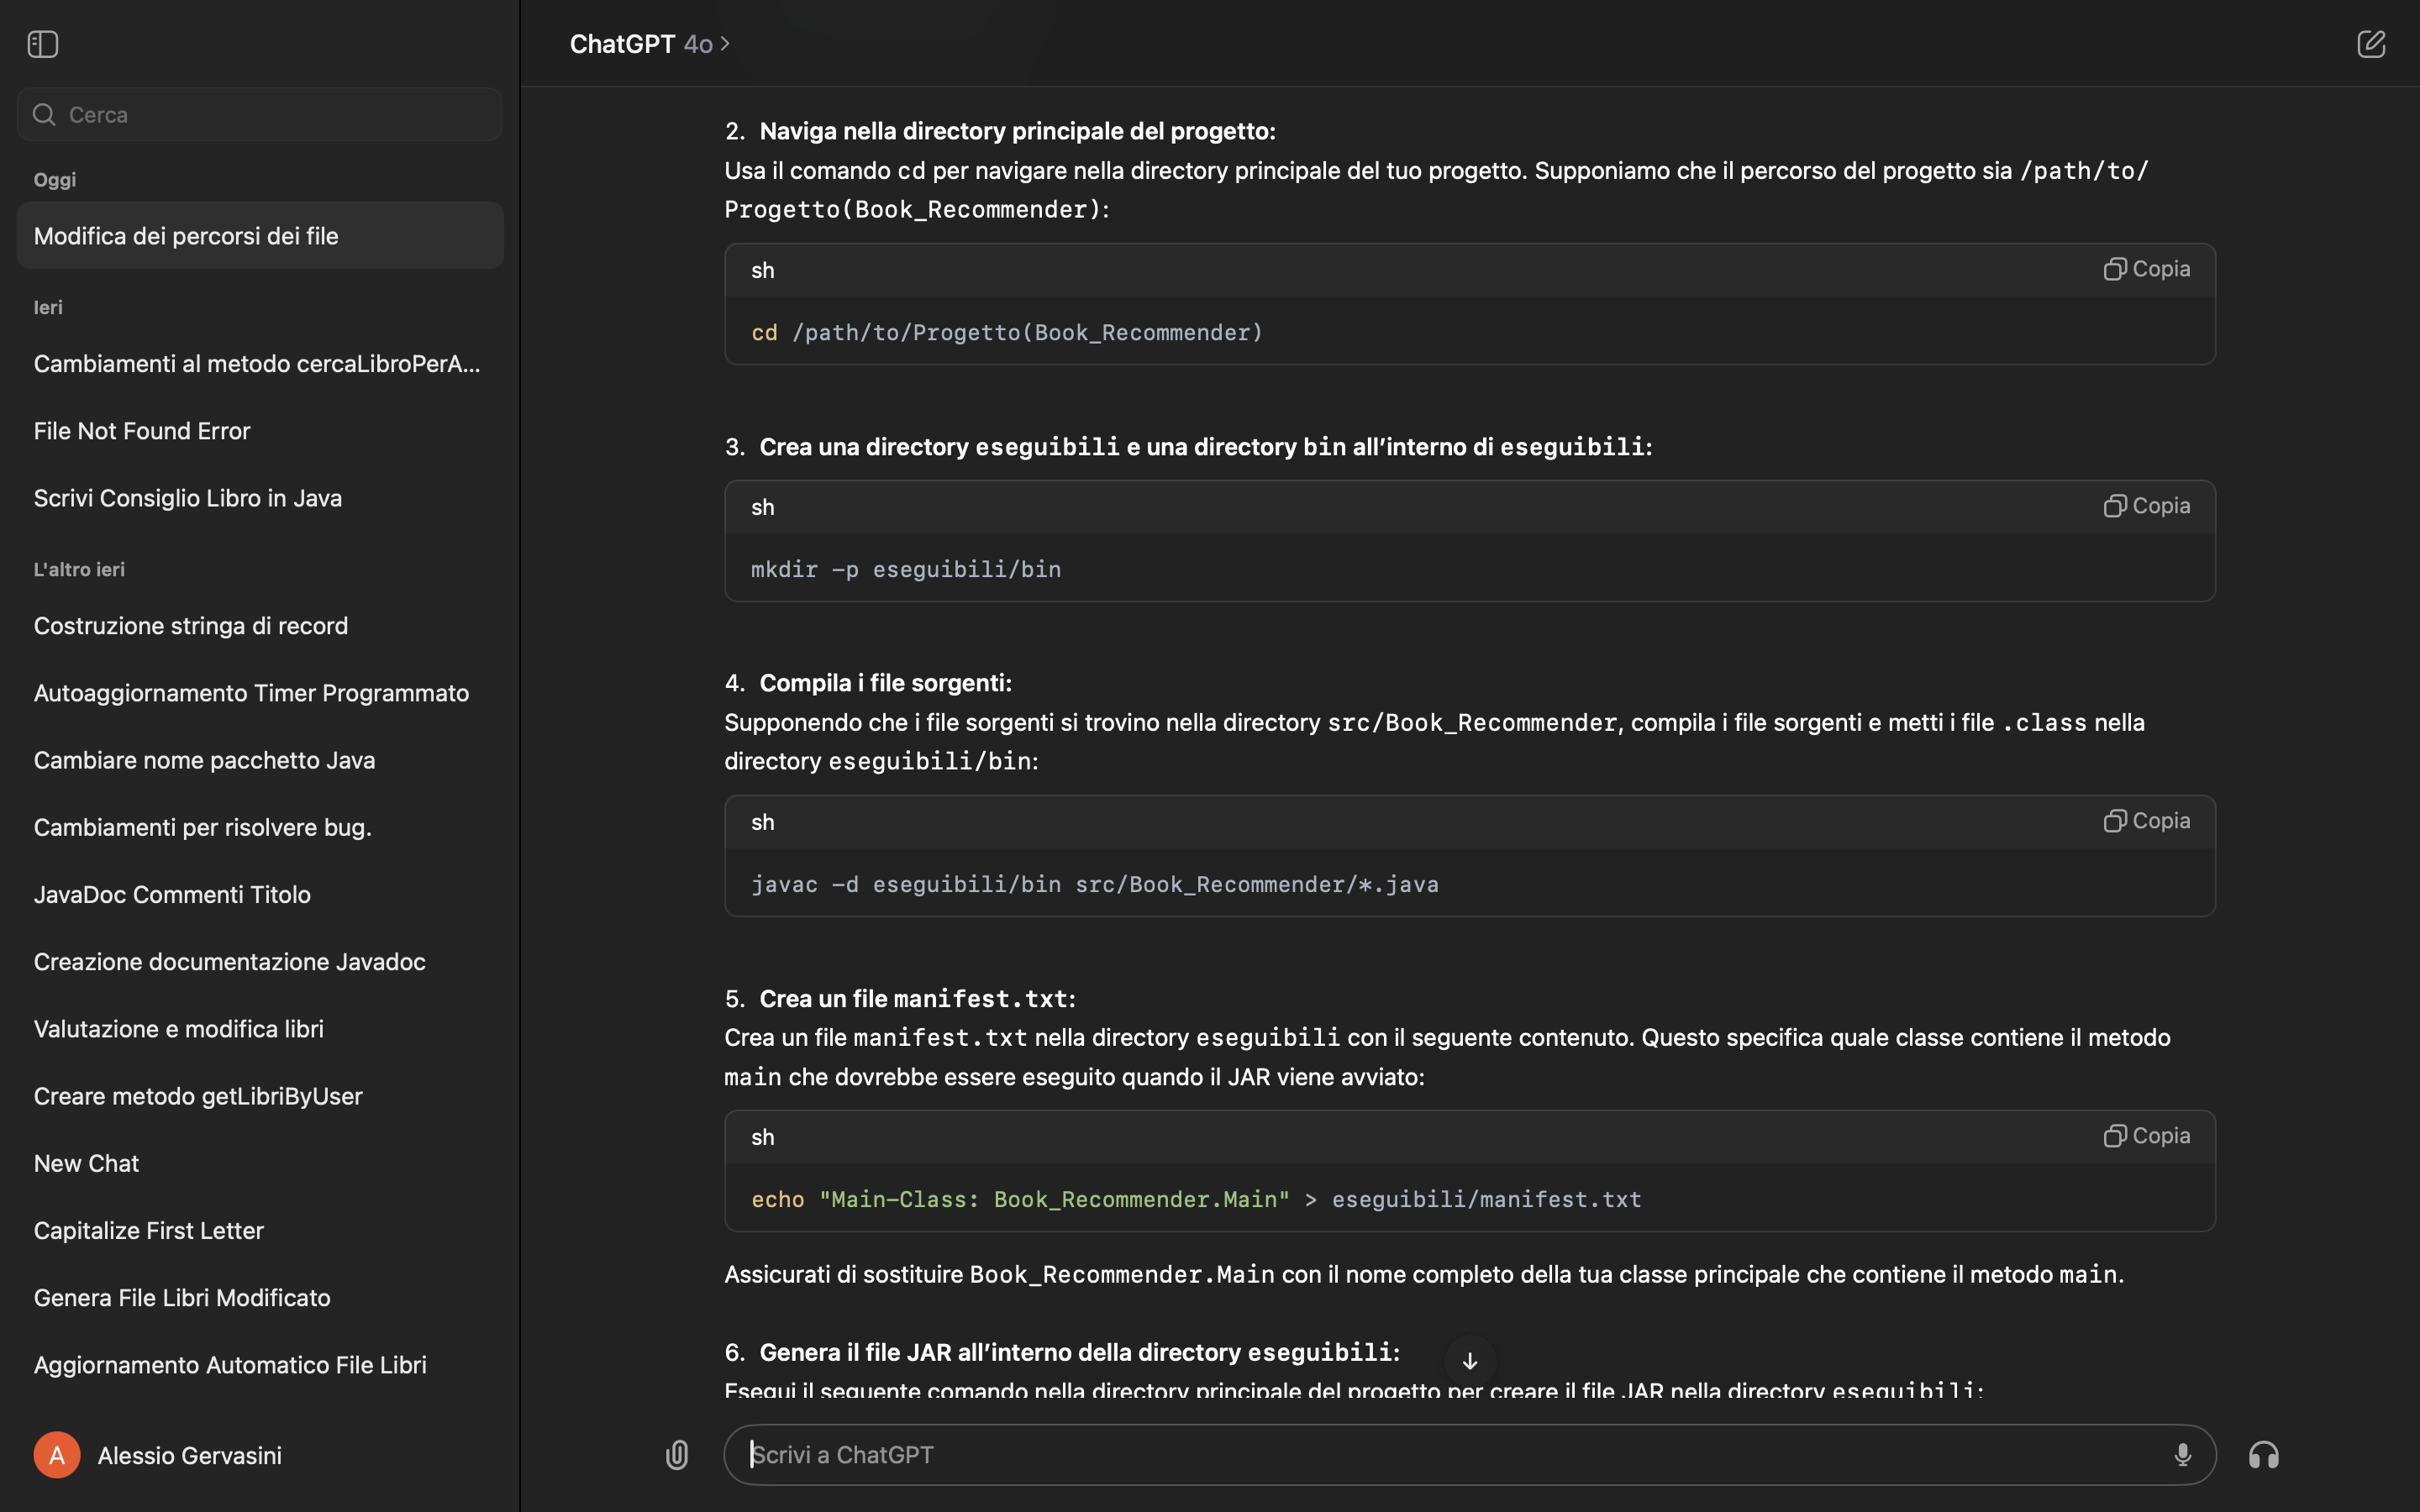 Cerca
Oggi
Modifica dei percorsi dei file
Ieri
Cambiamenti al metodo cercaLibroPerA...
File Not Found Error
Scrivi Consiglio Libro in Java
L'altro ieri
Costruzione stringa di record
Autoaggiornamento Timer Programmato
Cambiare nome pacchetto Java
Cambiamenti per risolvere bug.
JavaDoc Commenti Titolo
Creazione documentazione Javadoc
Valutazione e modifica libri
Creare metodo getLibriByUser
New Chat
Capitalize First Letter
Genera File Libri Modificato
Aggiornamento Automatico File Libri
A Alessio Gervasini
ChatGPT 4o >
2. Naviga nella directory principale del progetto:
Usa il comando cd per navigare nella directory principale del tuo progetto. Supponiamo che il percorso del progetto sia /path/to/
Progetto(Book_Recommender):
sh Copia
cd /path/to/Progetto(Book_Recommender)
3. Crea una directory eseguibili e una directory bin all’interno di eseguibili:
sh Copia
mkdir -p eseguibili/bin
4. Compila i file sorgenti:
Supponendo che i file sorgenti si trovino nella directory src/Book_Recommender, compila i file sorgenti e metti i file .class nella
directory eseguibili/bin:
sh Copia
javac -d eseguibili/bin src/Book_Recommender/*.java
5. Crea un file manifest.txt:
Crea un file manifest.txt nella directory eseguibili con il seguente contenuto. Questo specifica quale classe contiene il metodo
main che dovrebbe essere eseguito quando il JAR viene avviato:
sh Copia
echo "Main-Class: Book_Recommender.Main" > eseguibili/manifest.txt
Assicurati di sostituire Book_Recommender.Main con il nome completo della tua classe principale che contiene il metodo main.
6. Genera il file JAR all’interno della directory eseguibili:
Esegui il seguente comando nella directory principale del progetto per creare il file JAR nella directory eseguibili:
Scrivi a ChatGPT